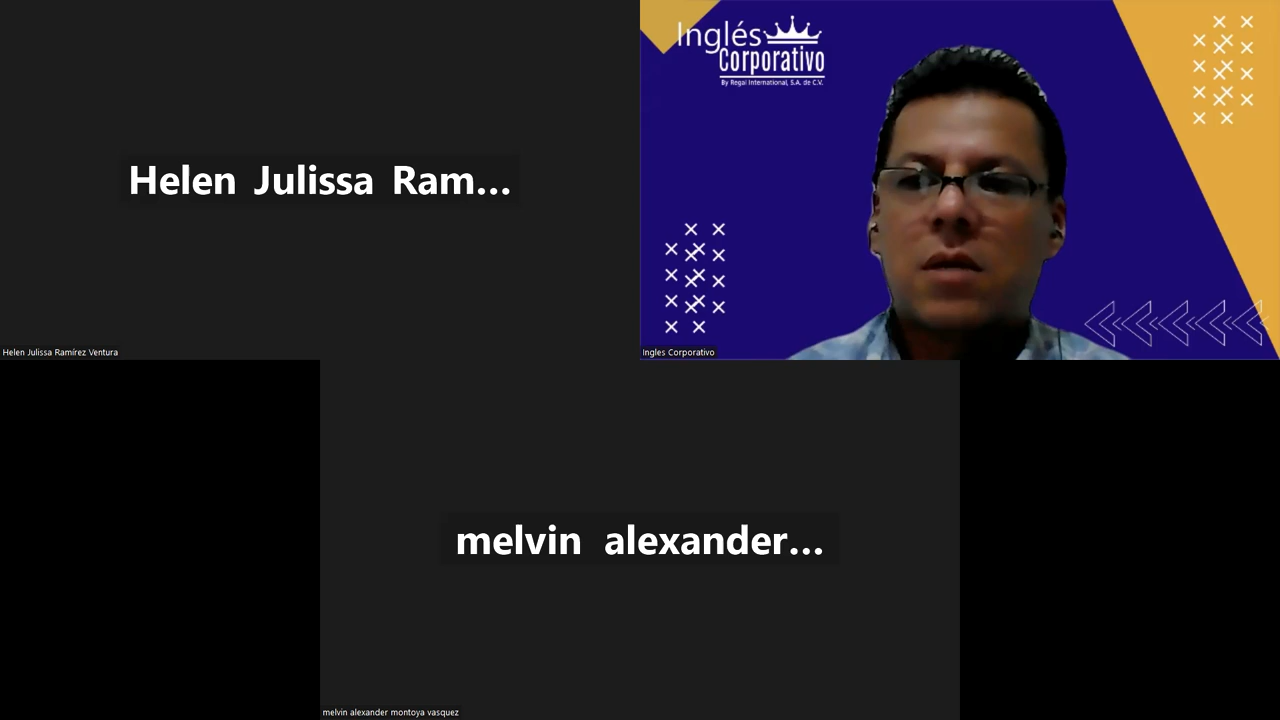 Helen Julissa Ram...
Helen Julissa Ramírez Ventura
Inglés
Corporativo
By Regal International, S.A. de C.V.
Ingles Corporativo
melvin alexander...
melvin alexander montoya vasquez